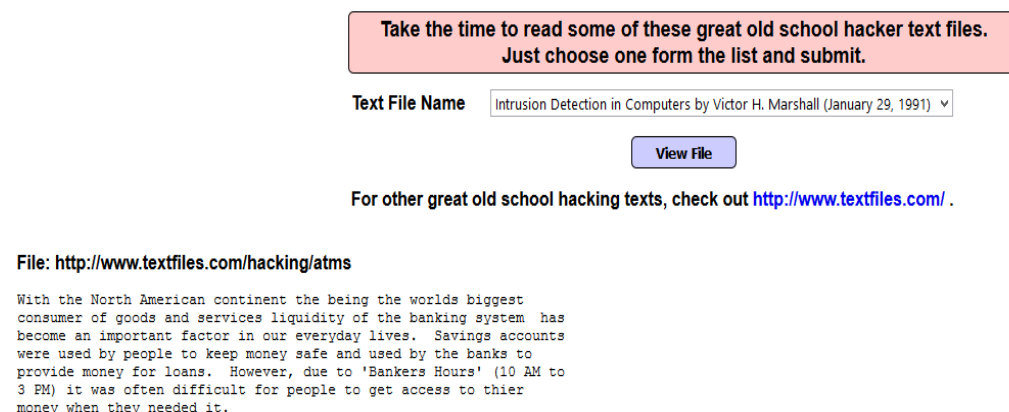 Take the time to read some of these great old school hacker text files.
Just choose one form the list and submit.
Text File Name Intrusion Detection in Computers by Victor H. Marshall (January 29, 1991)
View File
For other great old school hacking texts, check out http://www.textfiles.com/ .
File: http://www.textfiles.com/hacking/atms
With the North American continent the being the worlds biggest
consumer of goods and services liquidity of the banking system  has
become an important factor in our everyday lives.  Savings accounts
were used by people to keep money safe and used by the banks to
provide money for loans.  However, due to 'Bankers Hours' (10 AM to
3 PM) it was often difficult for people to get access to thier
money when they needed it.